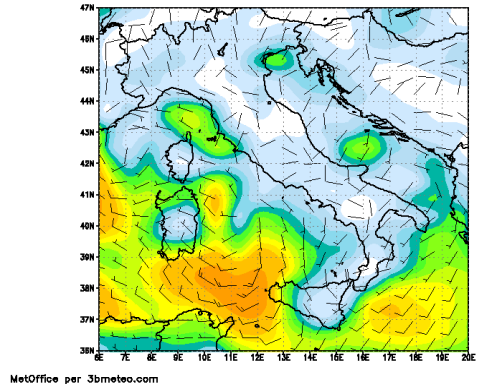 47N
46N
45N
44N
43N
42N
41N
40N
39N
38N
37N
36N
6E 7E 8E 9E 10E 11E 12E 13E 14E 15E 16E 17E 18E 19E 20E
MetOffice per 3bmeteo.com